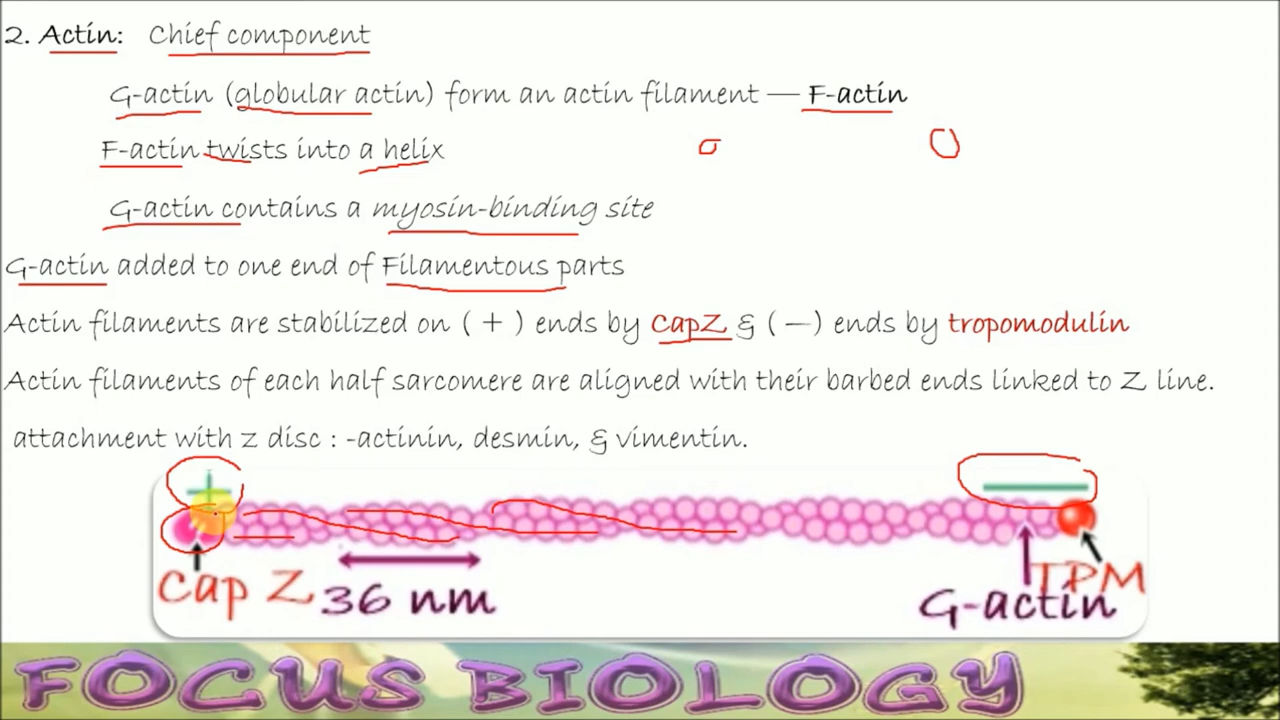 2. Actin: Chief component
G-actin (globular actin) form an actin filament — F-actin
F-actin twists into a helix
G-actin contains a myosin-binding site
G-actin added to one end of Filamentous parts
Actin filaments are stabilized on ( + ) ends by CapZ & ( — ) ends by tropomodulin
Actin filaments of each half sarcomere are aligned with their barbed ends linked to Z line.
attachment with z disc : -actinin, desmin, & vimentin.
+ —
Cap Z 36 nm G-actin TPM
FOCUS BIOLOGY